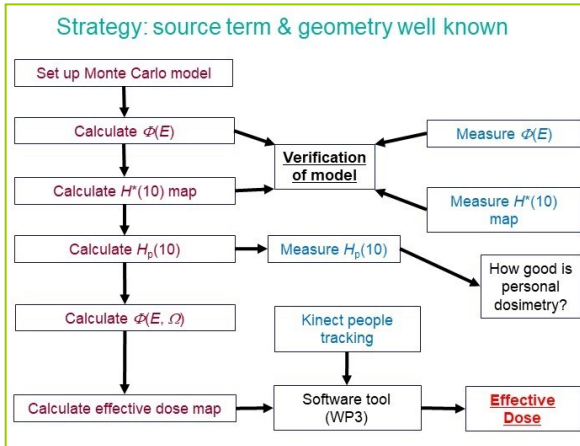 Strategy: source term & geometry well known
Set up Monte Carlo model
Calculate Φ(E)
Measure Φ(E)
Verification
of model
Calculate H*(10) map
Measure H*(10)
map
Calculate Hp(10)
Measure Hp(10)
How good is
personal
dosimetry?
Calculate Φ(E, Ω)
Kinect people
tracking
Calculate effective dose map
Software tool
(WP3)
Effective
Dose